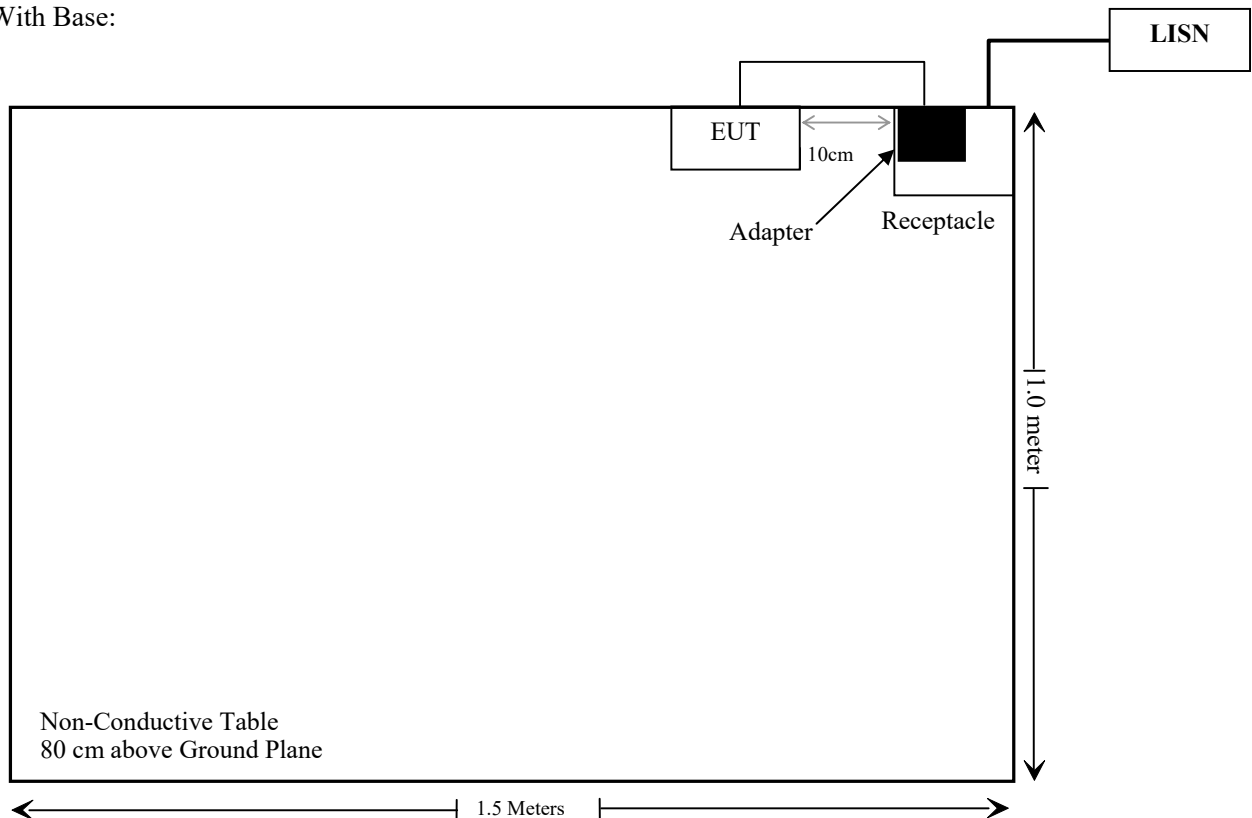 With Base:
LISN
EUT
10cm
Adapter
Receptacle
1.0 meter
Non-Conductive Table
80 cm above Ground Plane
1.5 Meters